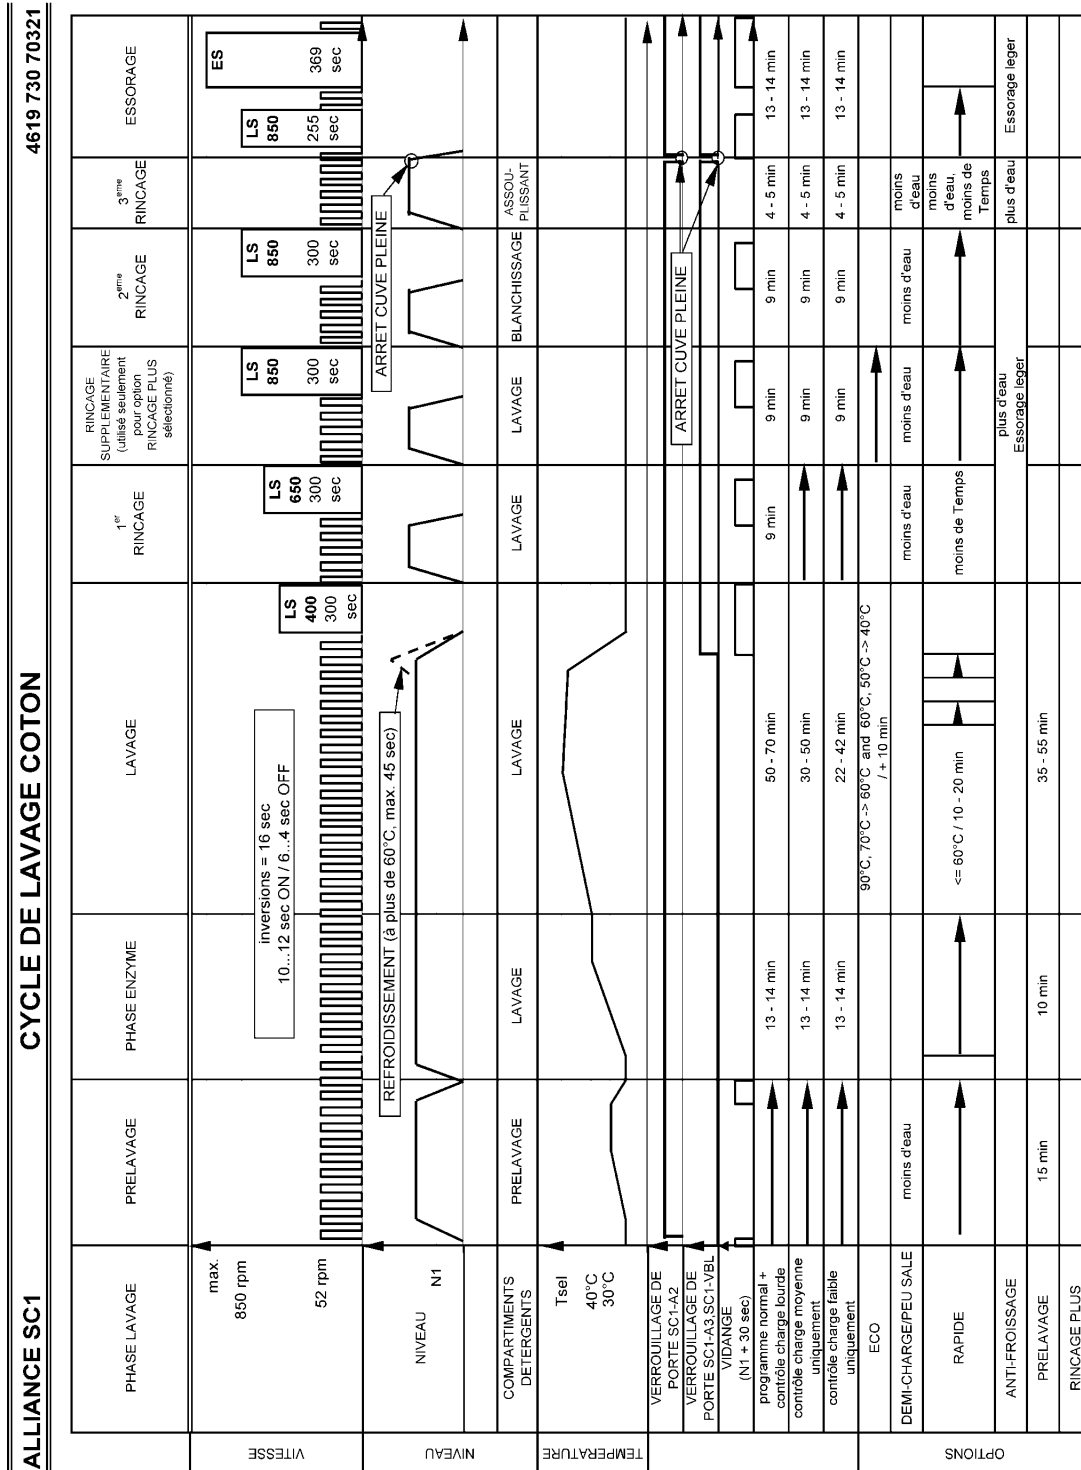 ALLIANCE SC1
CYCLE DE LAVAGE COTON
4619 730 70321
PHASE LAVAGE
PRELAVAGE
PHASE ENZYME
LAVAGE
1er
RINCAGE
RINCAGE
SUPPLEMENTAIRE
(utilisé seulement
pour option
RINCAGE PLUS
sélectionné)
2eme
RINCAGE
3eme
RINCAGE
ESSORAGE
VITESSE
max.
850 rpm
52 rpm
inversions = 16 sec
10...12 sec ON / 6...4 sec OFF
LS
400
300
sec
LS
650
300
sec
LS
850
300
sec
LS
850
300
sec
LS
850
255
sec
ES
369
sec
NIVEAU
NIVEAU
N1
REFROIDISSEMENT (à plus de 60°C, max. 45 sec)
ARRET CUVE PLEINE
COMPARTIMENTS
DETERGENTS
PRELAVAGE
LAVAGE
LAVAGE
LAVAGE
LAVAGE
BLANCHISSAGE
ASSOU-
PLISSANT
TEMPERATURE
Tsel
40°C
30°C
VERROUILLAGE DE
PORTE SC1-A2
VERROUILLAGE DE
PORTE SC1-A3,SC1-VBL
ARRET CUVE PLEINE
VIDANGE
(N1 + 30 sec)
programme normal +
contrôle charge lourde
13 - 14 min
50 - 70 min
9 min
9 min
9 min
4 - 5 min
13 - 14 min
contrôle charge moyenne
uniquement
13 - 14 min
30 - 50 min
9 min
9 min
4 - 5 min
13 - 14 min
contrôle charge faible
uniquement
13 - 14 min
22 - 42 min
9 min
9 min
4 - 5 min
13 - 14 min
OPTIONS
ECO
90°C, 70°C -> 60°C and 60°C, 50°C -> 40°C
/ + 10 min
DEMI-CHARGE/PEU SALE
moins d'eau
moins d'eau
moins d'eau
moins d'eau
moins
d'eau
RAPIDE
<= 60°C / 10 - 20 min
moins de Temps
moins
d'eau,
moins de
Temps
ANTI-FROISSAGE
plus d'eau
Essorage leger
plus d'eau
Essorage leger
PRELAVAGE
15 min
10 min
35 - 55 min
RINCAGE PLUS